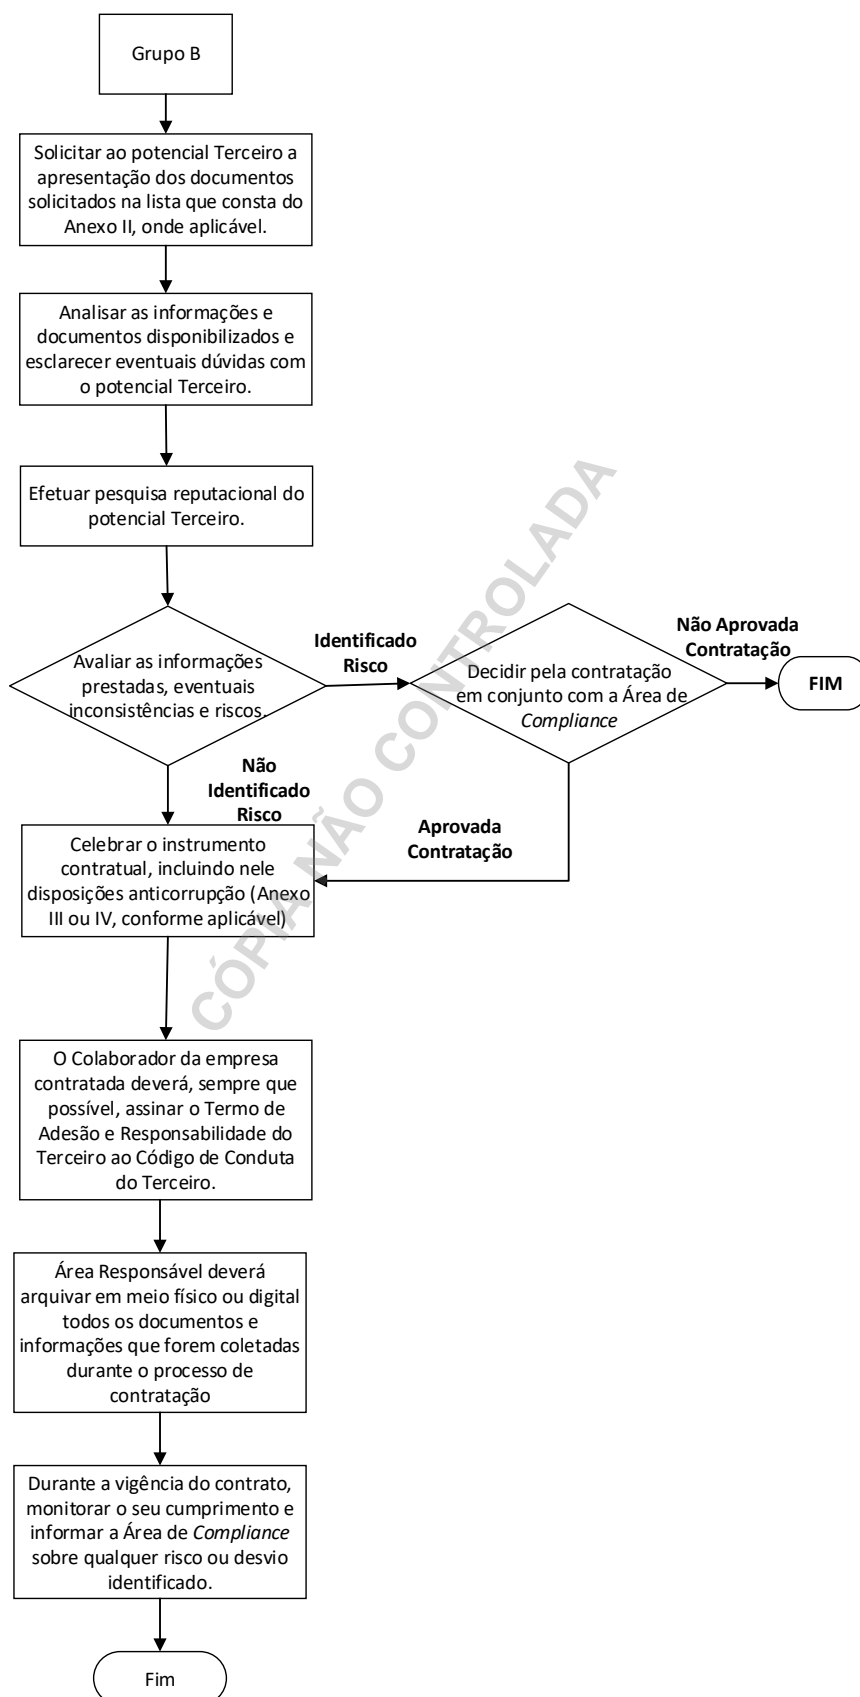 Grupo B
Solicitar ao potencial Terceiro a
apresentação dos documentos
solicitados na lista que consta do
Anexo II, onde aplicável.
Analisar as informações e
documentos disponibilizados e
esclarecer eventuais dúvidas com
o potencial Terceiro.
Efetuar pesquisa reputacional do
potencial Terceiro.
Avaliar as informações
prestadas, eventuais
inconsistências e riscos.
Identificado
Risco
Decidir pela contratação
em conjunto com a Área de
Compliance
Não Aprovada
Contratação
FIM
Não
Identificado
Risco
Aprovada
Contratação
Celebrar o instrumento
contratual, incluindo nele
disposições anticorrupção (Anexo
III ou IV, conforme aplicável)
O Colaborador da empresa
contratada deverá, sempre que
possível, assinar o Termo de
Adesão e Responsabilidade do
Terceiro ao Código de Conduta
do Terceiro.
Área Responsável deverá
arquivar em meio físico ou digital
todos os documentos e
informações que forem coletadas
durante o processo de
contratação
Durante a vigência do contrato,
monitorar o seu cumprimento e
informar a Área de Compliance
sobre qualquer risco ou desvio
identificado.
Fim
CÓPIA NÃO CONTROLADA